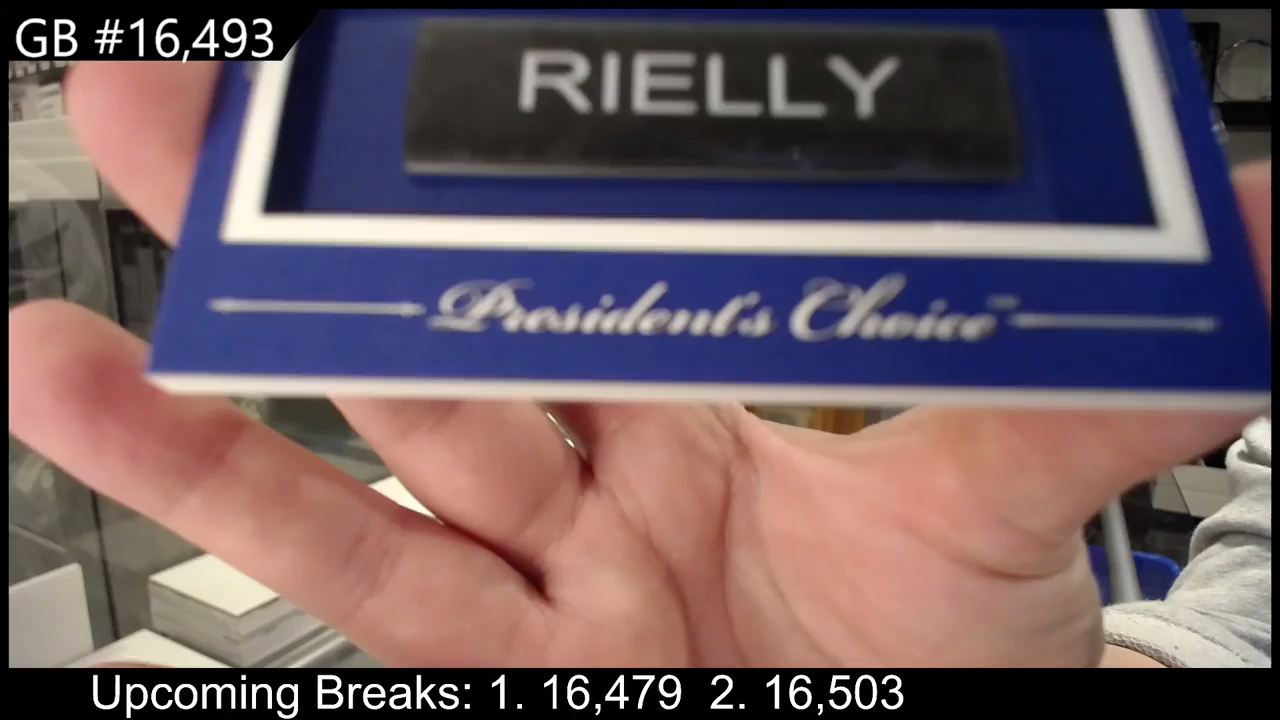 GB #16,493
RIELLY
President's Choice™
Upcoming Breaks: 1. 16,479 2. 16,503